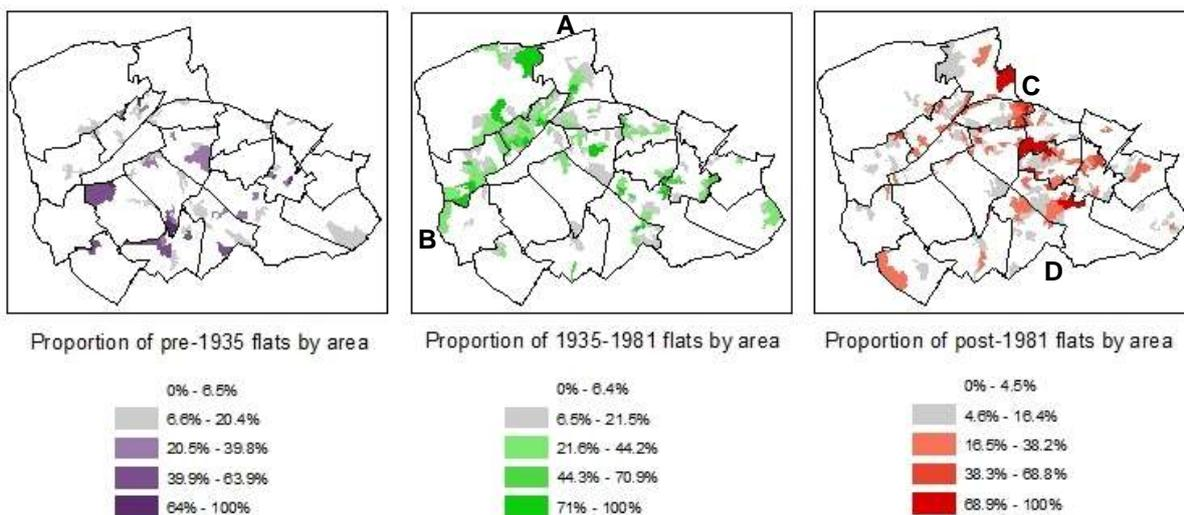 A
B
C
D
Proportion of pre-1935 flats by area
0% - 6.5%
6.6% - 20.4%
20.5% - 39.8%
39.9% - 63.9%
64% - 100%
Proportion of 1935-1981 flats by area
0% - 6.4%
6.5% - 21.5%
21.6% - 44.2%
44.3% - 70.9%
71% - 100%
Proportion of post-1981 flats by area
0% - 4.5%
4.6% - 16.4%
16.5% - 38.2%
38.3% - 68.8%
68.9% - 100%